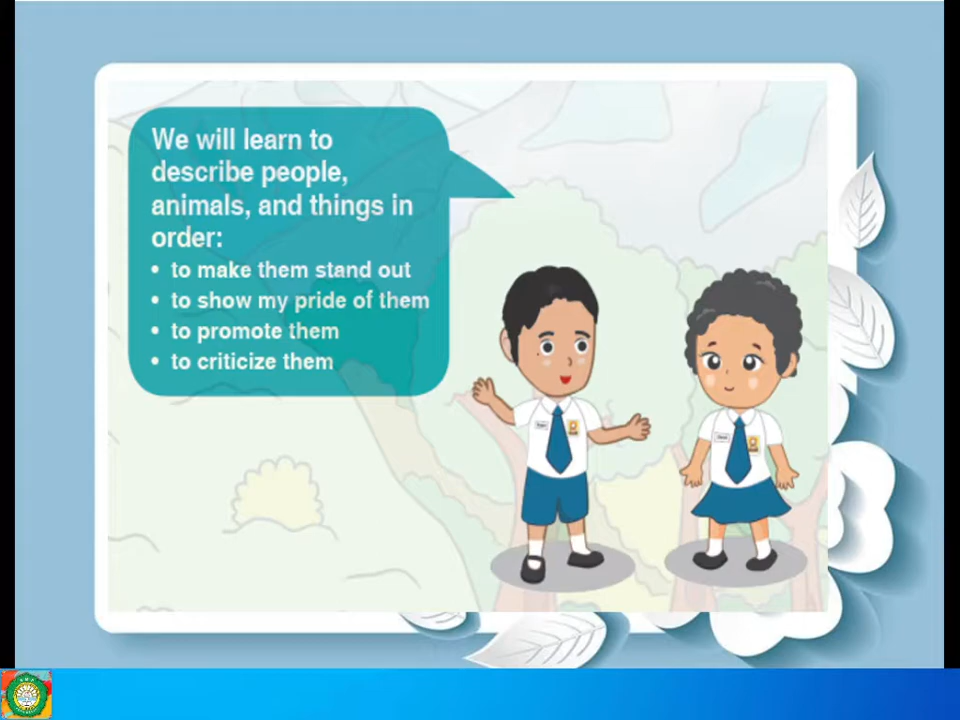 We will learn to
describe people,
animals, and things in
order:
• to make them stand out
• to show my pride of them
• to promote them
• to criticize them